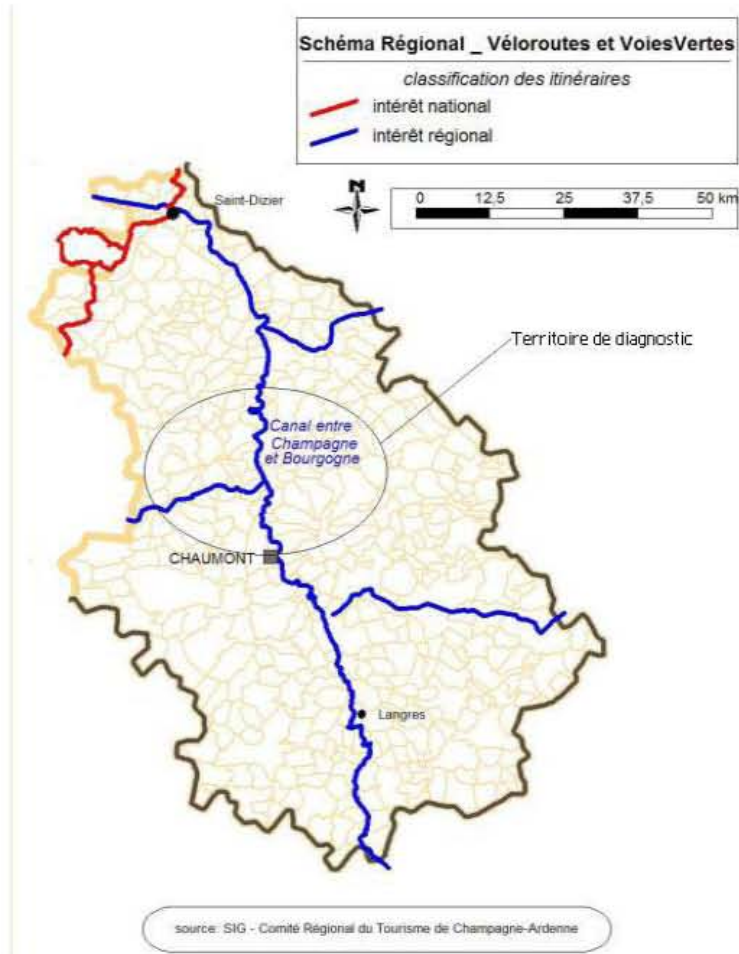 Schéma Régional _ Véloroutes et VoiesVertes
classification des itinéraires
intérêt national
intérêt régional
N
0 12,5 25 37,5 50 km
Saint-Dizier
Territoire de diagnostic
Canal entre
Champagne
et Bourgogne
CHAUMONT
Langres
source: SIG - Comité Régional du Tourisme de Champagne-Ardenne